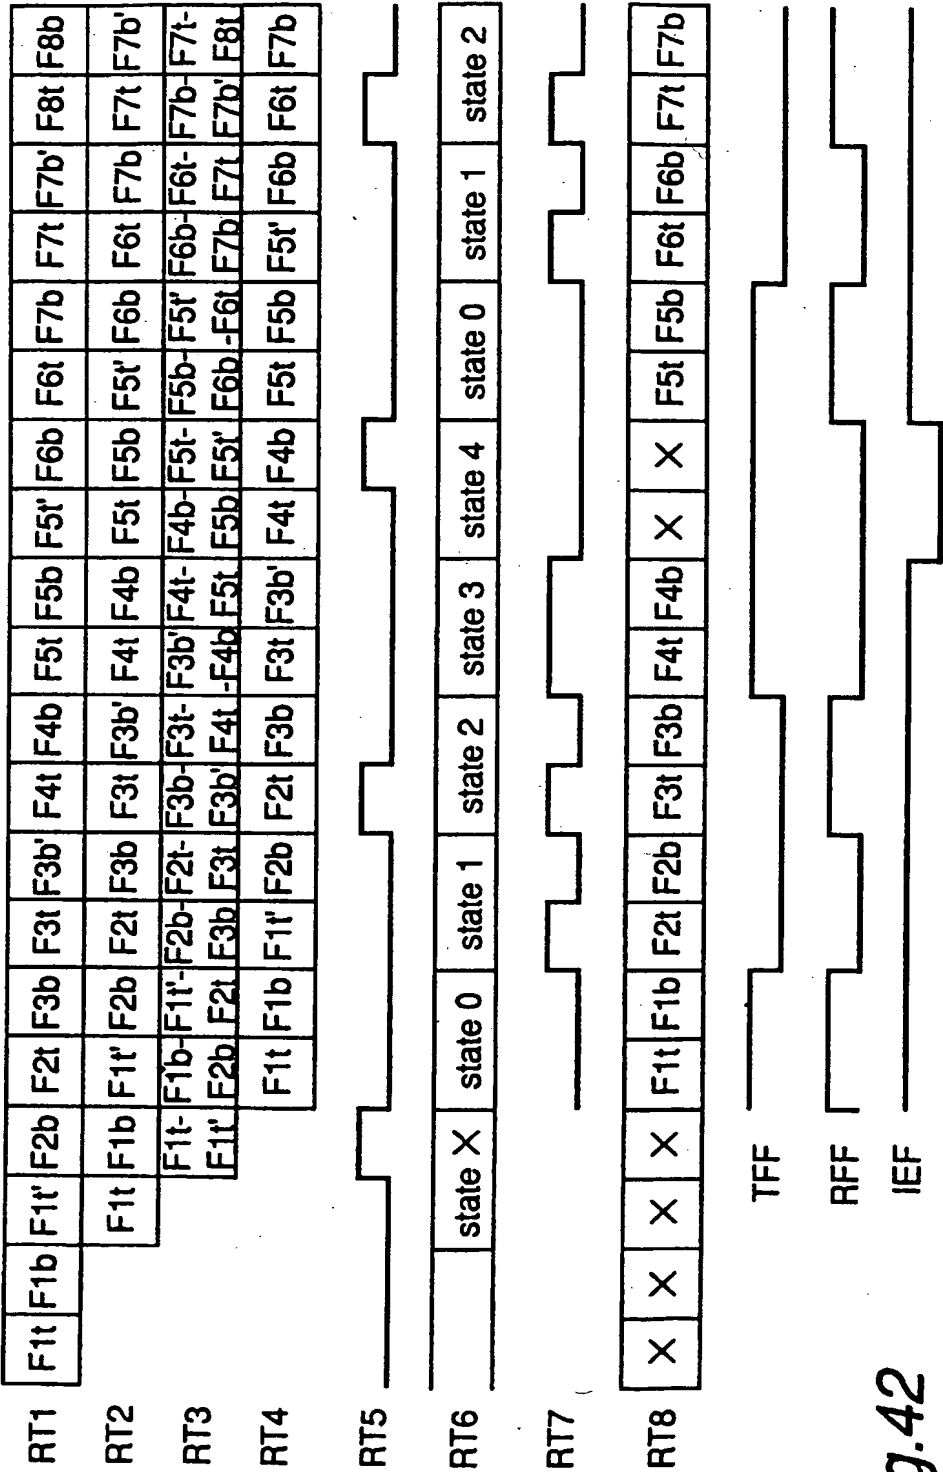 RT1 F1t F1b F1t' F2b F2t F3b F3t F3b' F4t F4b F5t F5b F5t' F6b F6t F7b F7t F7b' F8t F8b
RT2 F1t F1b F1t' F2b F2t F3b F3t F3b' F4t F4b F5t F5b F5t' F6b F6t F7b F7t F7b'
RT3 F1t- F1b- F1t'- F2b- F2t- F3b- F3t- F3b' F4t- F4b- F5t- F5b- F5t' F6b- F6t- F7b- F7t-
F1t' F2b F2t F3b F3t F3b' F4t -F4b F5t F5b F5t' F6b -F6t F7b F7t F7b' F8t
RT4 F1t F1b F1t' F2b F2t F3b F3t F3b' F4t F4b F5t F5b F5t' F6b F6t F7b
RT5
RT6 state X state 0 state 1 state 2 state 3 state 4 state 0 state 1 state 2
RT7
RT8 X X X X F1t F1b F2t F2b F3t F3b F4t F4b X X F5t F5b F6t F6b F7t F7b
TFF
RFF
IEF
g.42